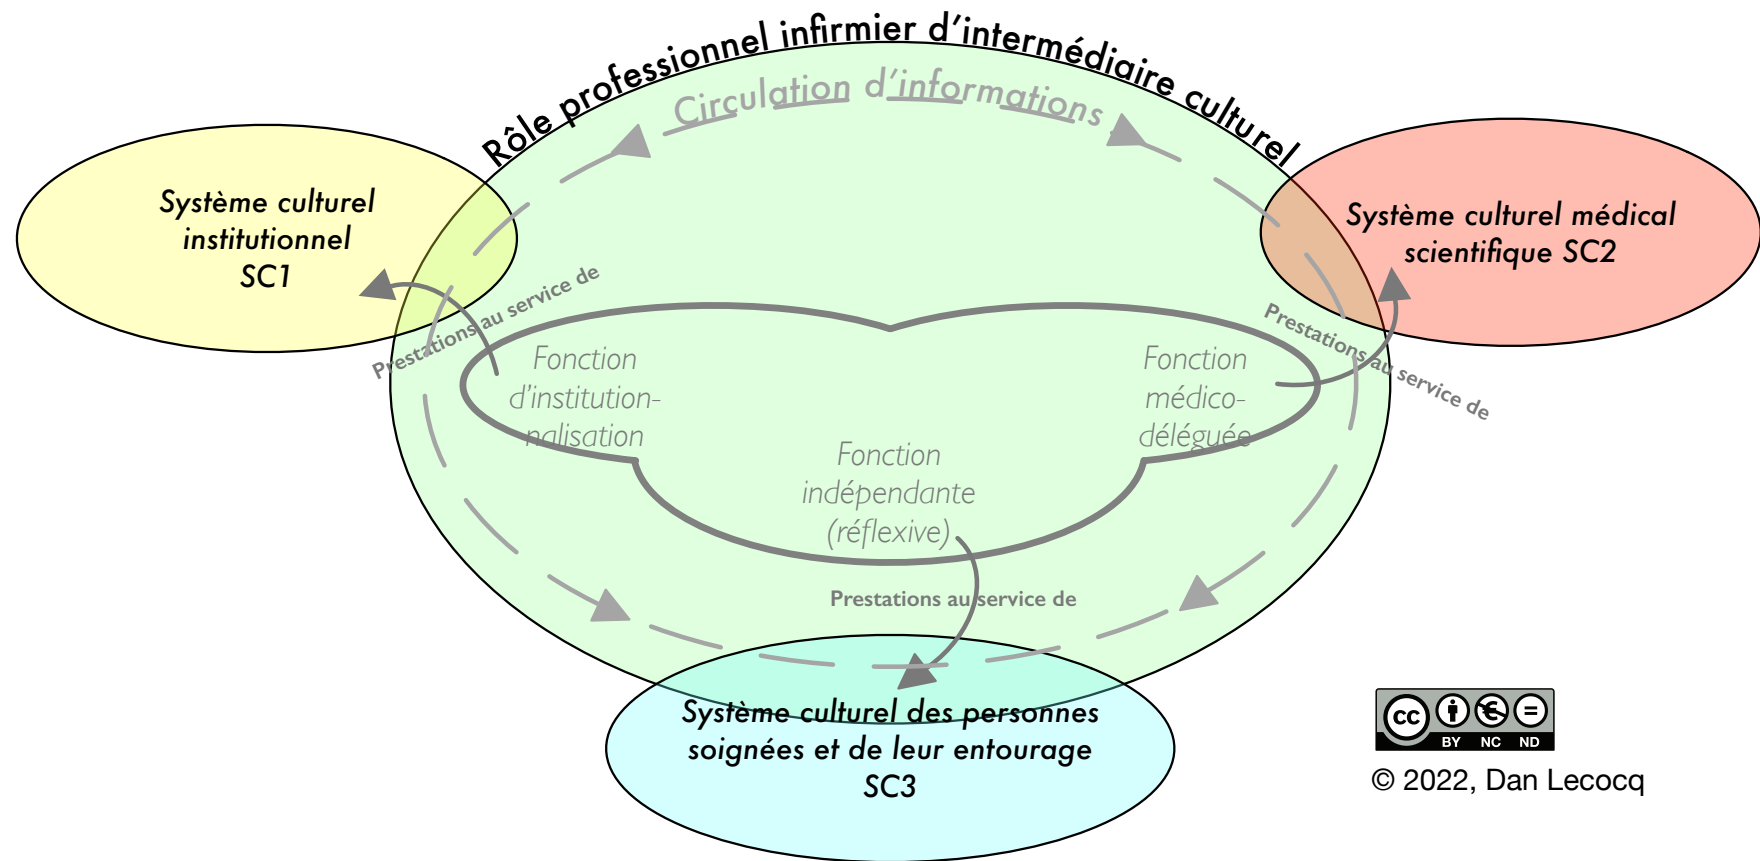 Rôle professionnel infirmier d'intermédiaire culturel
Circulation d'informations
Système culturel
institutionnel
SC1
Système culturel médical
scientifique SC2
Prestations au service de
Prestations au service de
Fonction
d'institution-
nalisation
Fonction
médico-
déléguée
Fonction
indépendante
(réflexive)
Prestations au service de
Système culturel des personnes
soignées et de leur entourage
SC3
cc
BY NC ND
© 2022, Dan Lecocq